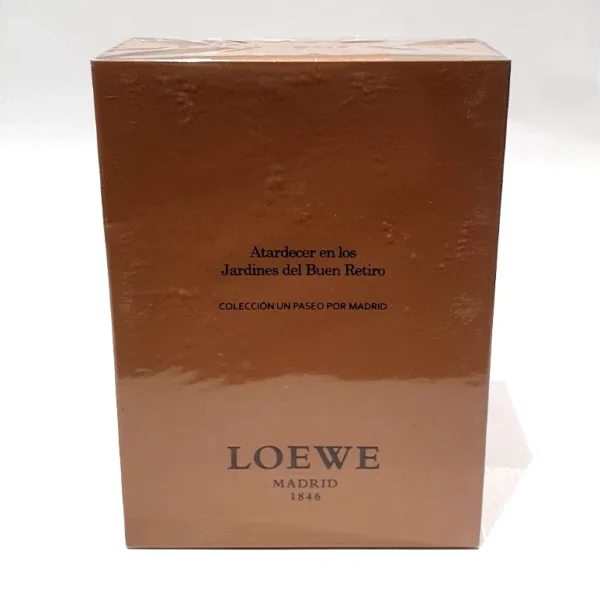 Atardecer en los
Jardines del Buen Retiro
COLECCIÓN UN PASEO POR MADRID
LOEWE
MADRID
1846